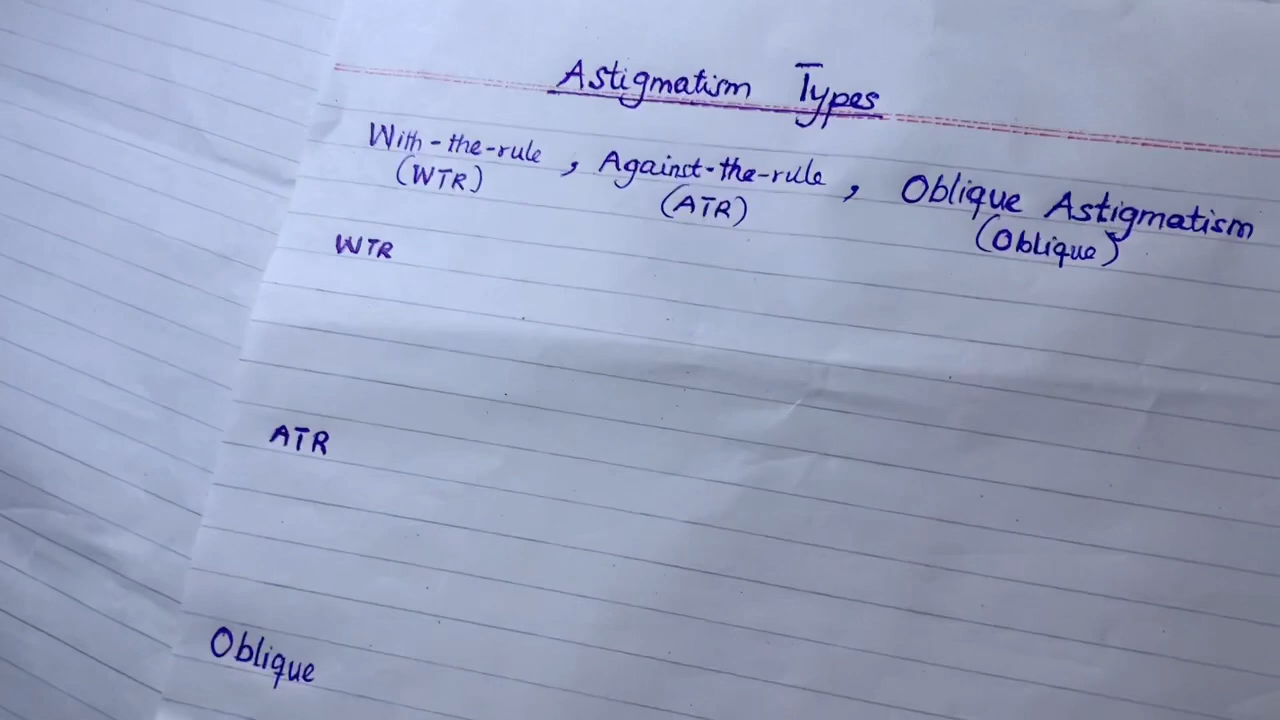 Astigmatism Types
With-the-rule , Against-the-rule , Oblique Astigmatism
(WTR) (ATR) (Oblique)
WTR
ATR
Oblique